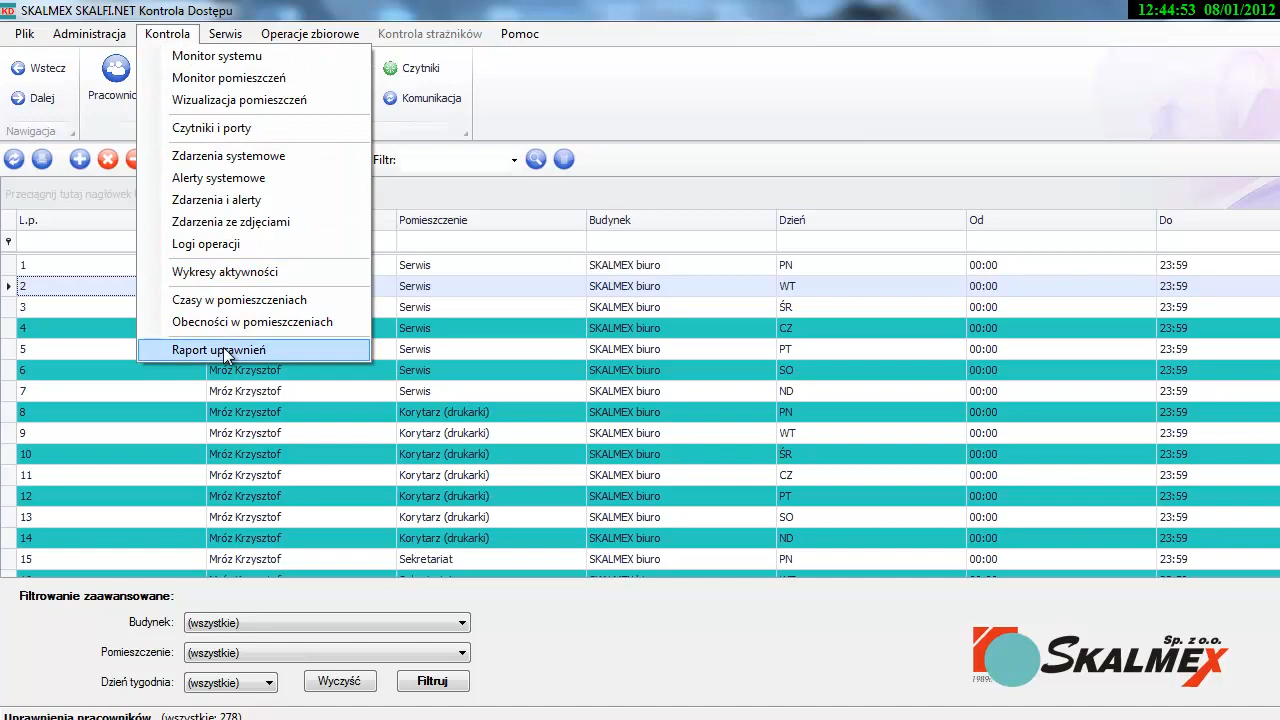 KD SKALMEX SKALFI.NET Kontrola Dostępu 12:44:53 08/01/2012
Plik Administracja Kontrola Serwis Operacje zbiorowe Kontrola strażników Pomoc
Wstecz
Dalej
Nawigacja
Monitor systemu
Monitor pomieszczeń
Wizualizacja pomieszczeń
Czytniki i porty
Zdarzenia systemowe
Alerty systemowe
Zdarzenia i alerty
Zdarzenia ze zdjęciami
Logi operacji
Wykresy aktywności
Czasy w pomieszczeniach
Obecności w pomieszczeniach
Raport uprawnień
Czytniki
Komunikacja
Filtr:
Przeciągnij tutaj nagłówek
L.p. Pomieszczenie Budynek Dzień Od Do
1 Serwis SKALMEX biuro PN 00:00 23:59
2 Serwis SKALMEX biuro WT 00:00 23:59
3 Serwis SKALMEX biuro ŚR 00:00 23:59
4 Serwis SKALMEX biuro CZ 00:00 23:59
5 Serwis SKALMEX biuro PT 00:00 23:59
6 Mróz Krzysztof Serwis SKALMEX biuro SO 00:00 23:59
7 Mróz Krzysztof Serwis SKALMEX biuro ND 00:00 23:59
8 Mróz Krzysztof Korytarz (drukarki) SKALMEX biuro PN 00:00 23:59
9 Mróz Krzysztof Korytarz (drukarki) SKALMEX biuro WT 00:00 23:59
10 Mróz Krzysztof Korytarz (drukarki) SKALMEX biuro ŚR 00:00 23:59
11 Mróz Krzysztof Korytarz (drukarki) SKALMEX biuro CZ 00:00 23:59
12 Mróz Krzysztof Korytarz (drukarki) SKALMEX biuro PT 00:00 23:59
13 Mróz Krzysztof Korytarz (drukarki) SKALMEX biuro SO 00:00 23:59
14 Mróz Krzysztof Korytarz (drukarki) SKALMEX biuro ND 00:00 23:59
15 Mróz Krzysztof Sekretariat SKALMEX biuro PN 00:00 23:59
Filtrowanie zaawansowane:
Budynek: (wszystkie)
Pomieszczenie: (wszystkie)
Dzień tygodnia: (wszystkie) Wyczyść Filtruj
Sp. z o.o.
SKALMEX
Uprawnienia pracowników (wszystkie: 278)